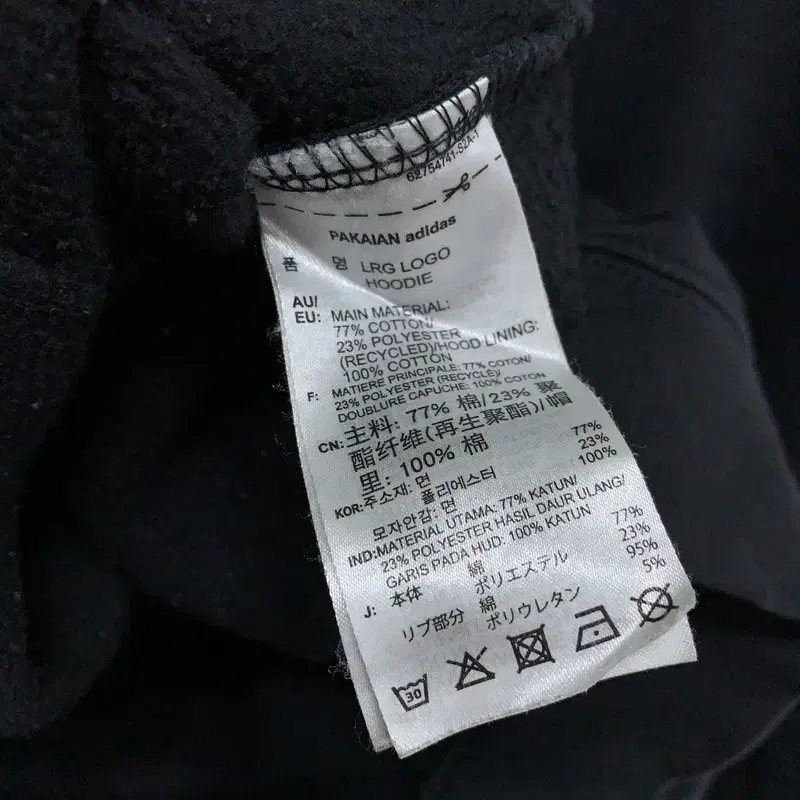 62754741-S2A-1
PAKAIAN adidas
품 명 LRG LOGO
HOODIE
AU/
EU: MAIN MATERIAL:
77% COTTON/
23% POLYESTER
(RECYCLED)/HOOD LINING:
100% COTTON
F: MATIERE PRINCIPALE: 77% COTON/
23% POLYESTER (RECYCLE)/
DOUBLURE CAPUCHE: 100% COTON
CN: 主料: 77% 棉/23% 聚
酯纤维(再生聚酯)/帽
里: 100% 棉
KOR: 주소재: 면 77%
폴리에스터 23%
모자안감: 면 100%
IND: MATERIAL UTAMA: 77% KATUN/
23% POLYESTER HASIL DAUR ULANG/
GARIS PADA HUD: 100% KATUN
J: 本体 綿 77%
ポリエステル 23%
リブ部分 綿 95%
ポリウレタン 5%
30